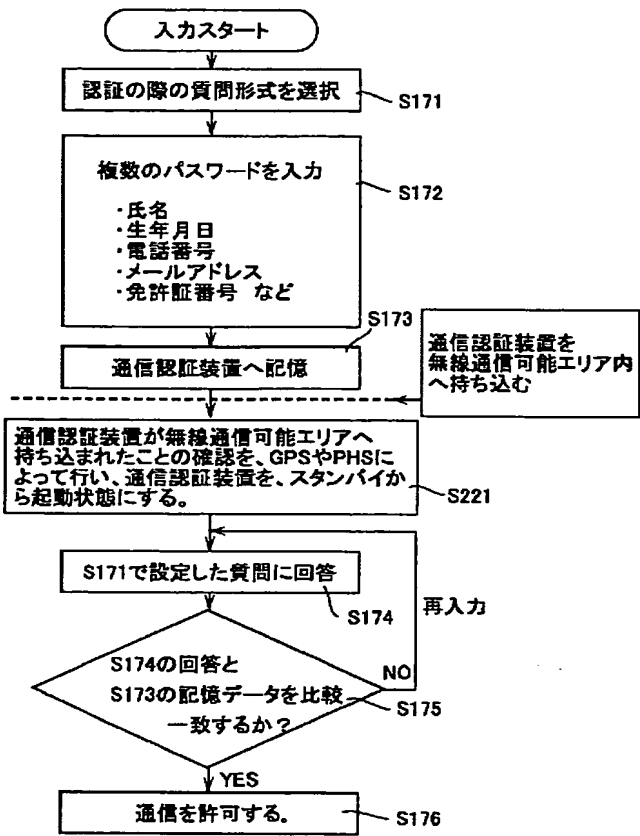 入力スタート
認証の際の質問形式を選択
S171
複数のパスワードを入力
・氏名
・生年月日
・電話番号
・メールアドレス
・免許証番号 など
S172
S173
通信認証装置へ記憶
通信認証装置を
無線通信可能エリア内
へ持ち込む
通信認証装置が無線通信可能エリアへ
持ち込まれたことの確認を、GPSやPHSに
よって行い、通信認証装置を、スタンバイか
ら起動状態にする。
S221
S171で設定した質問に回答
S174
再入力
S174の回答と
S173の記憶データを比較
一致するか?
NO
S175
YES
通信を許可する。
S176